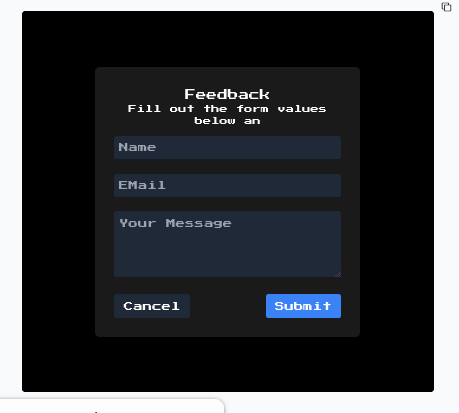 Feedback
Fill out the form values
below an
Name
EMail
Your Message
Cancel
Submit